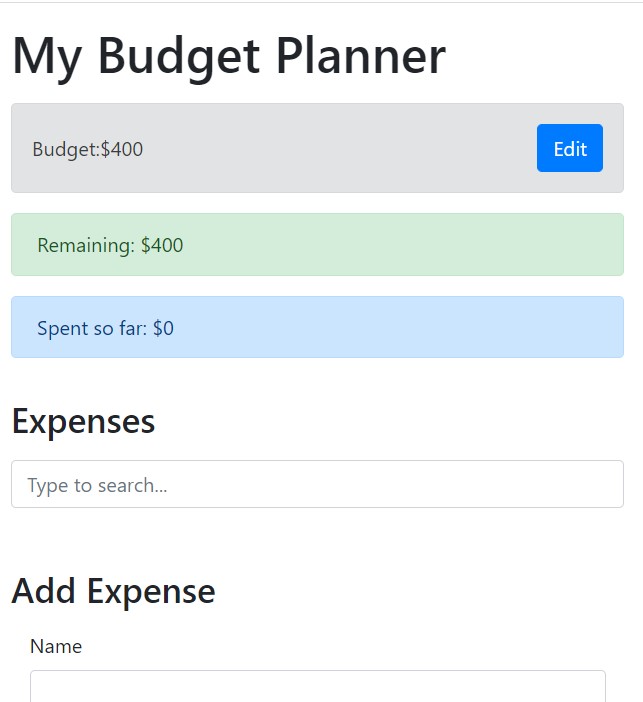 My Budget Planner
Budget:$400
Edit
Remaining: $400
Spent so far: $0
Expenses
Type to search...
Add Expense
Name